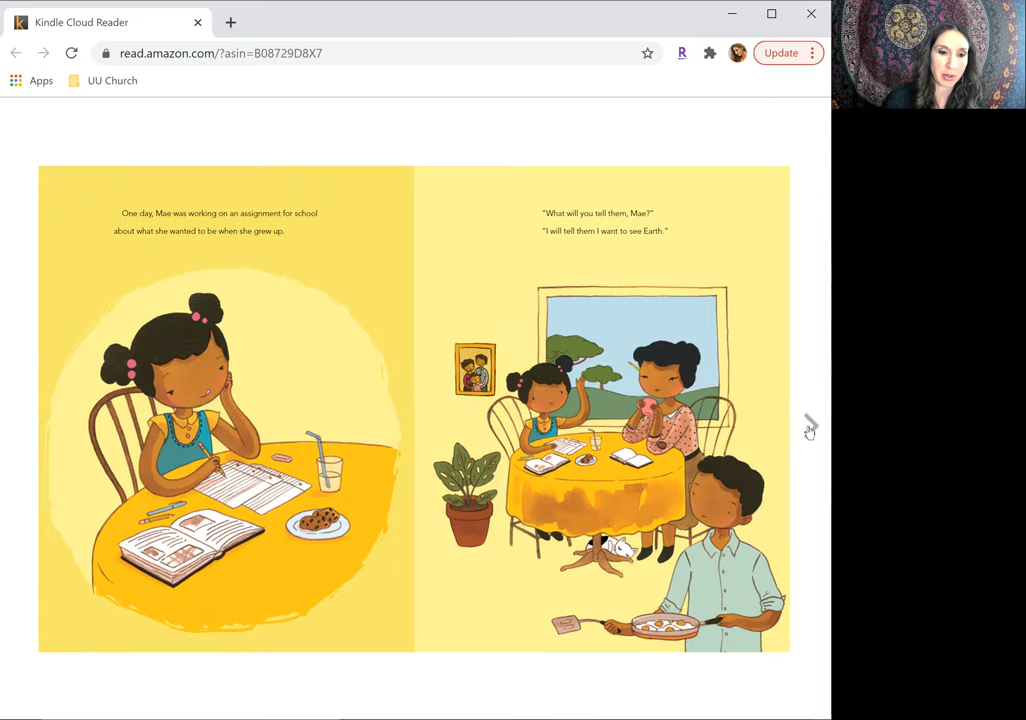 Kindle Cloud Reader
read.amazon.com/?asin=B08729D8X7
R
Update
Apps
UU Church
One day, Mae was working on an assignment for school
about what she wanted to be when she grew up.
"What will you tell them, Mae?"
"I will tell them I want to see Earth."